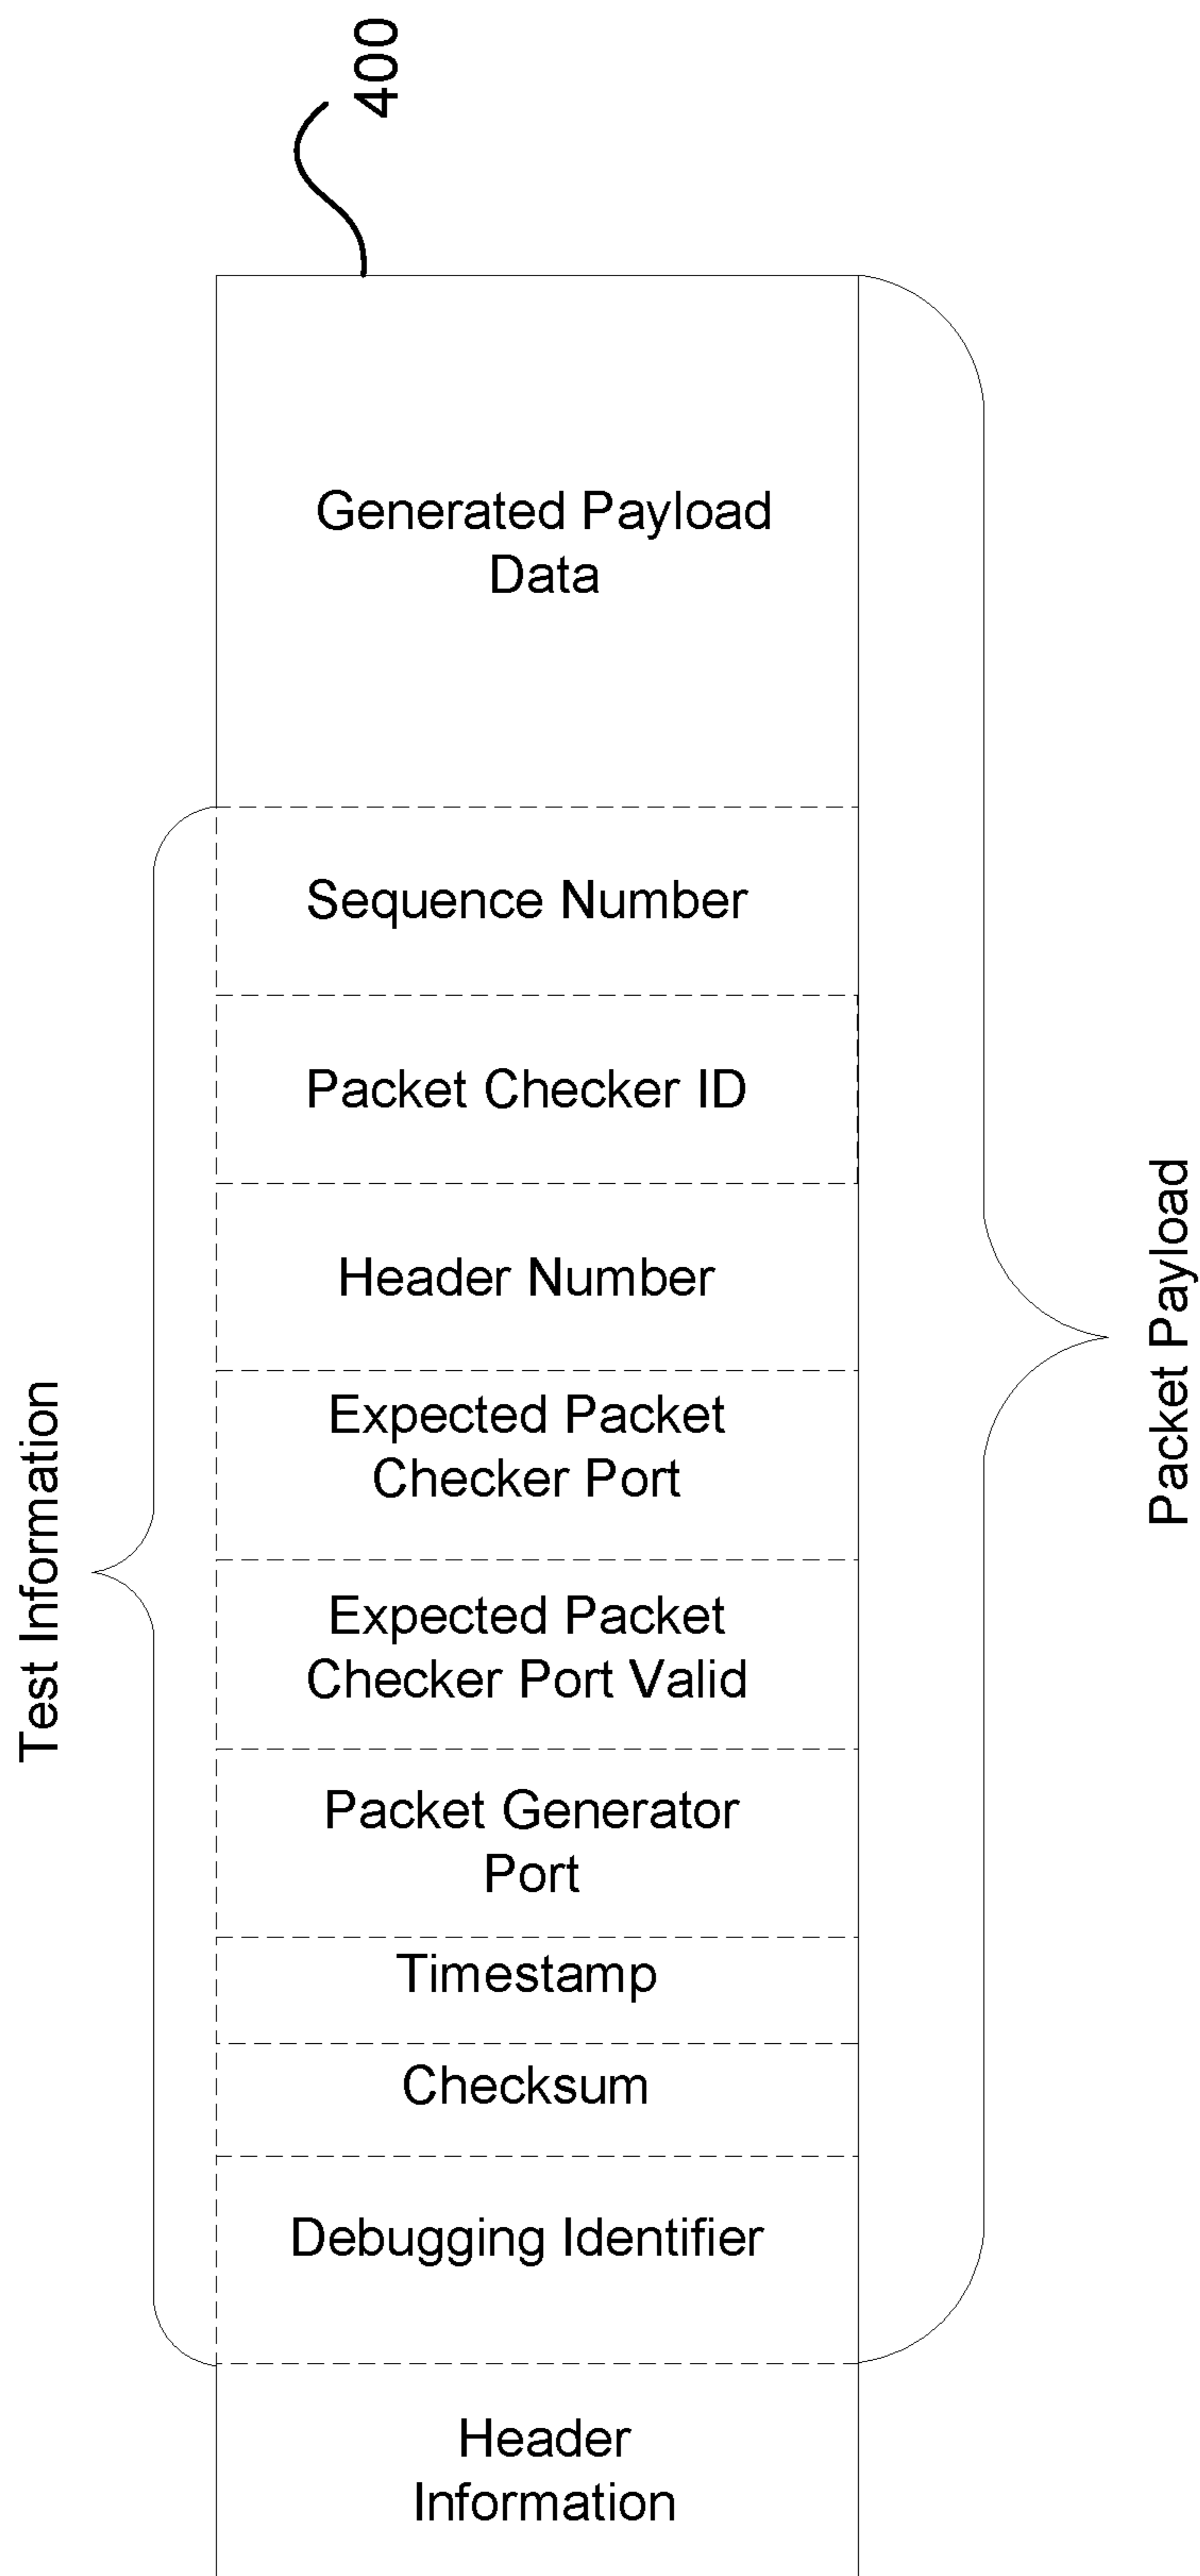 400
Generated Payload
Data
Sequence Number
Packet Checker ID
Header Number
Expected Packet
Checker Port
Expected Packet
Checker Port Valid
Packet Generator
Port
Timestamp
Checksum
Debugging Identifier
Header
Information
Test Information
Packet Payload